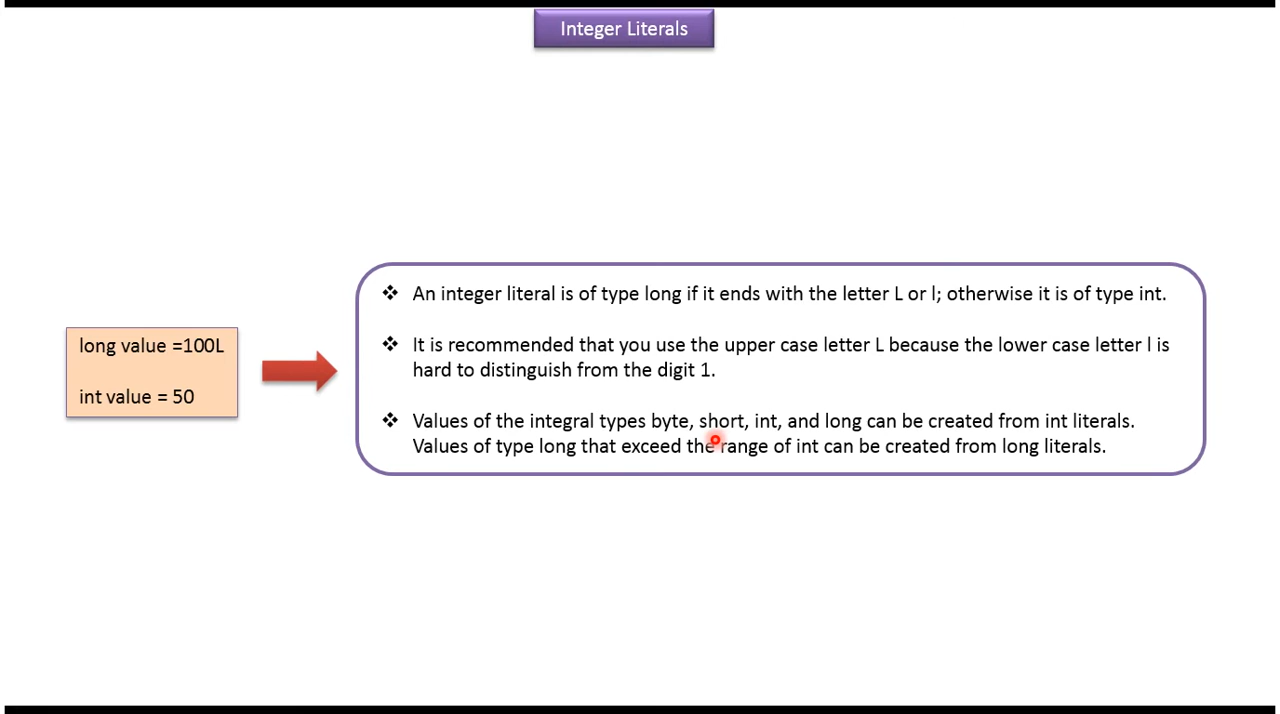 Integer Literals
long value =100L
int value = 50
❖ An integer literal is of type long if it ends with the letter L or l; otherwise it is of type int.
❖ It is recommended that you use the upper case letter L because the lower case letter l is
hard to distinguish from the digit 1.
❖ Values of the integral types byte, short, int, and long can be created from int literals.
Values of type long that exceed the range of int can be created from long literals.